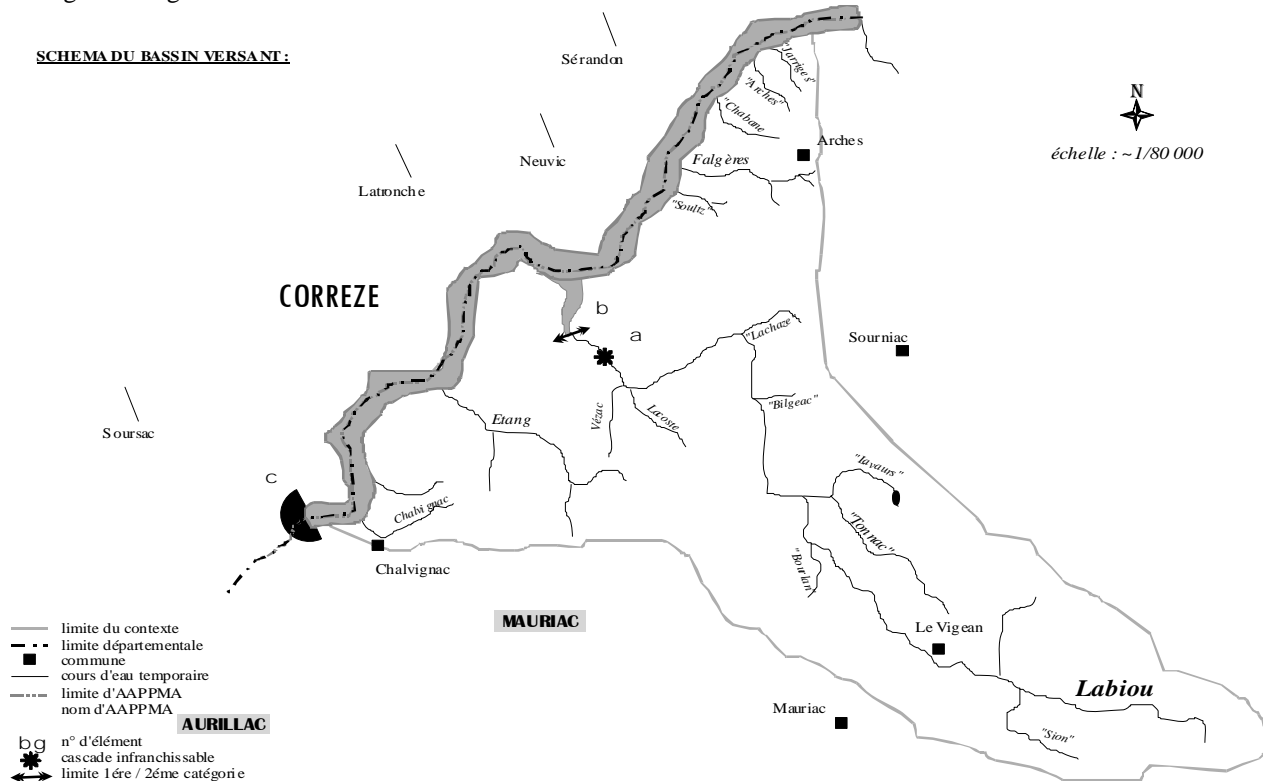 SCHEMA DU BASSIN VERSANT :
Sérandon
"Jarriges"
"Arches"
"Chabane"
N
Arches
échelle : ~1/80 000
Neuvic
Falgères
Latronche
"Soultz"
CORREZE
b
a
"Lachaze"
Sourniac
"Bilgeac"
Etang
Vézac
Lacoste
Soursac
c
"Lavaurs"
Chalvignac
"Tonnac"
"Bourlan"
Chalvignac
MAURIAC
Le Vigean
limite du contexte
limite départementale
commune
cours d'eau temporaire
limite d'AAPPMA
nom d'AAPPMA
AURILLAC
Labiou
Mauriac
"Sion"
bg n° d'élément
cascade infranchissable
limite 1ére / 2éme catégorie